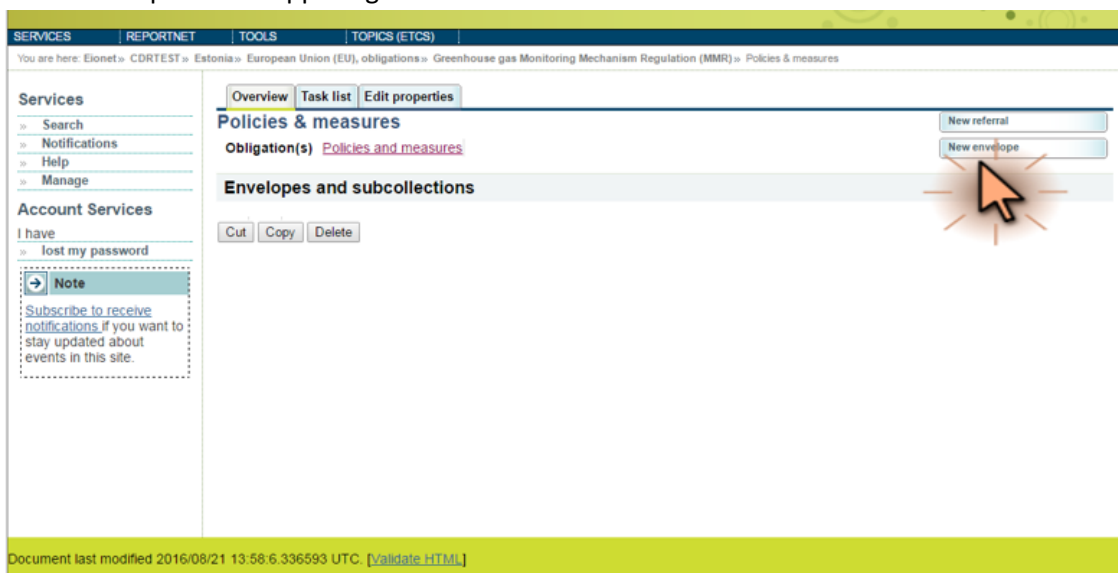 SERVICES REPORTNET TOOLS TOPICS (ETCS)
You are here: Eionet» CDRTEST» Estonia» European Union (EU), obligations» Greenhouse gas Monitoring Mechanism Regulation (MMR)» Policies & measures
Services
» Search
» Notifications
» Help
» Manage
Account Services
I have
» lost my password
Note
Subscribe to receive
notifications if you want to
stay updated about
events in this site.
Overview Task list Edit properties
Policies & measures
Obligation(s) Policies and measures
Envelopes and subcollections
Cut Copy Delete
New referral
New envelope
Document last modified 2016/08/21 13:58:6.336593 UTC. [Validate HTML]